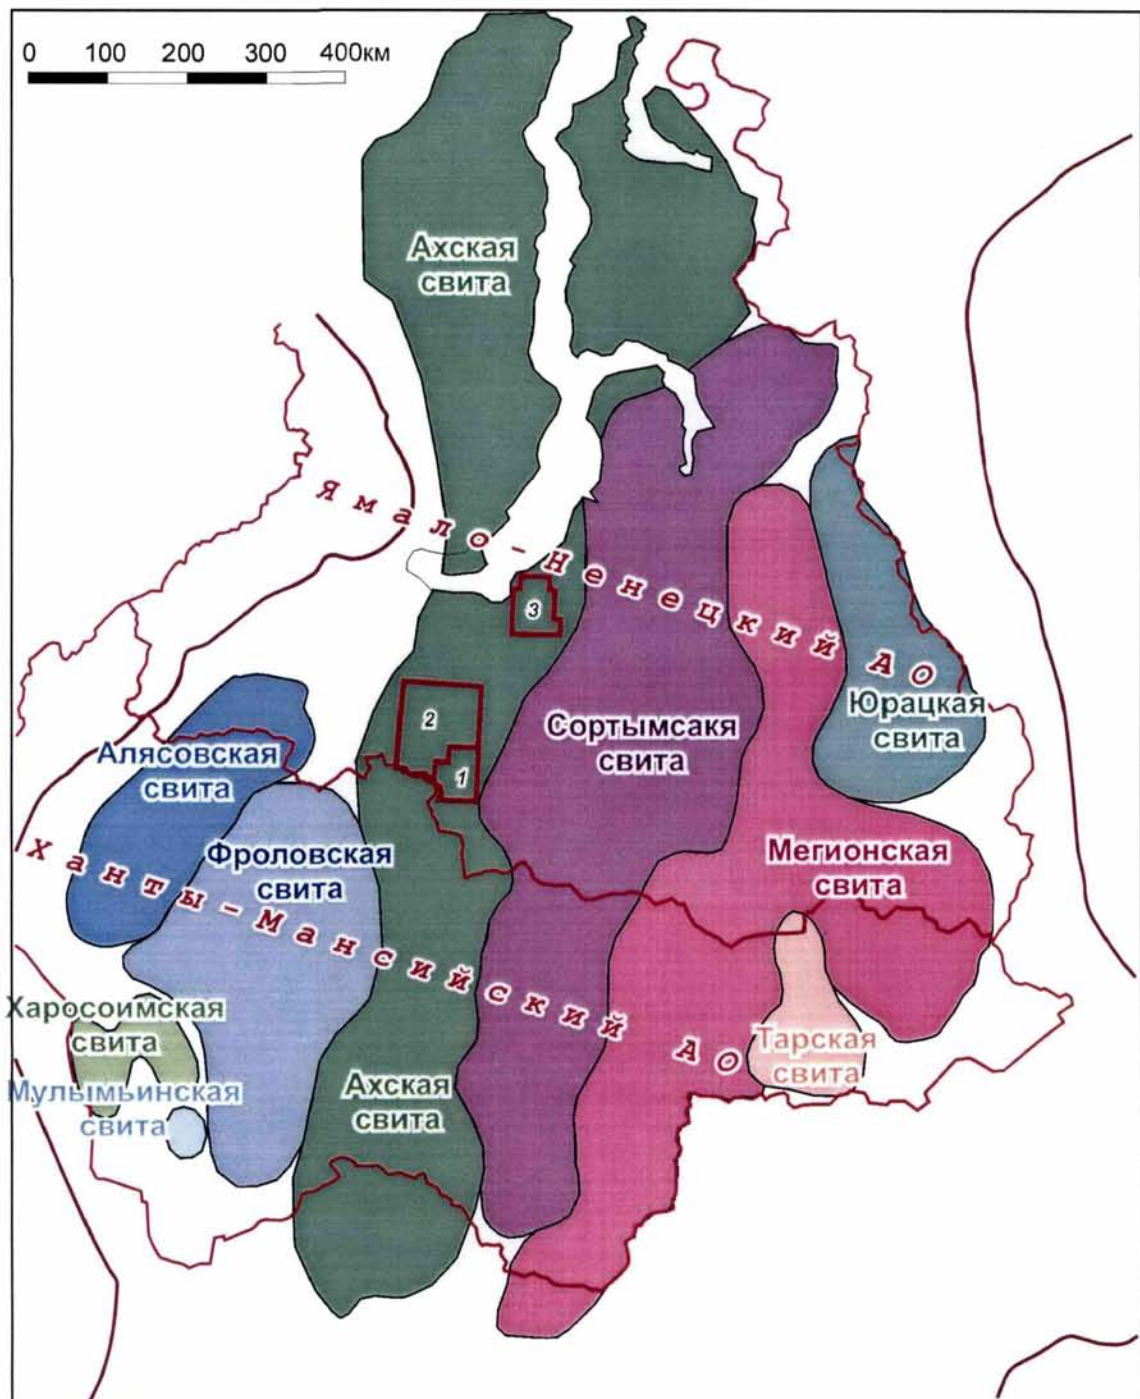 0 100 200 300 400км
Ахская
свита
Ямало-Ненецкий АО
3
2
1
Юрацкая
свита
Сортымсакя
свита
Алясовская
свита
Фроловская
свита
Мегионская
свита
Ханты-Мансийский АО
Харосоимская
свита
Тарская
свита
Мулымьинская
свита
Ахская
свита